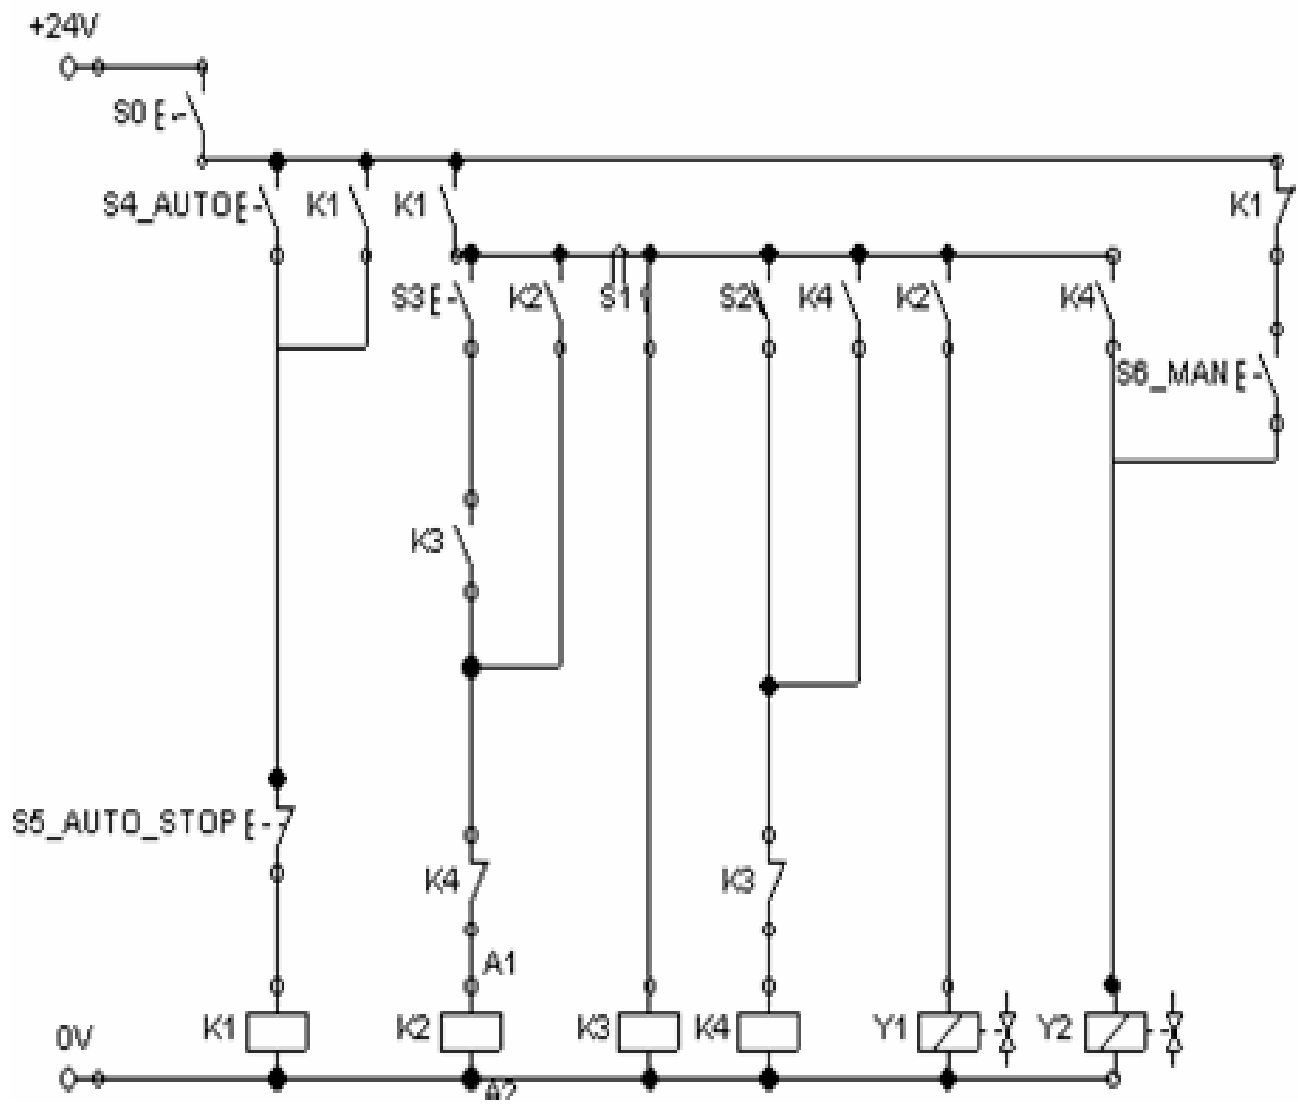 +24V
S0
S4_AUTO K1 K1 K1
S3 K2 S1 S2 K4 K2 K4
S6_MAN
K3
S5_AUTO_STOP
K4 K3
A1
K1 K2 K3 K4 Y1 Y2
0V
A2